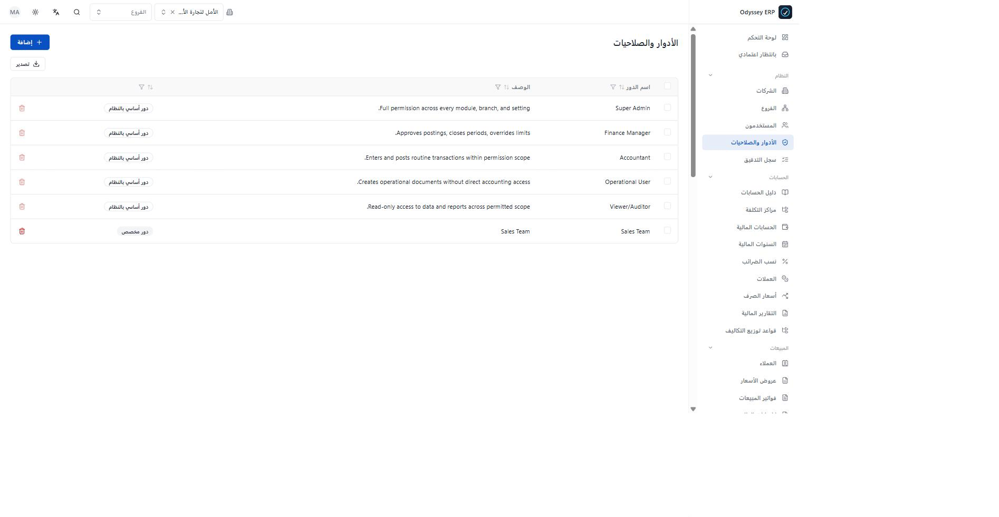 Odyssey ERP
الأمل لتجارة الأ...
الفروع
MA
لوحة التحكم
بانتظار اعتمادي
النظام
الشركات
الفروع
المستخدمون
الأدوار والصلاحيات
سجل التدقيق
الحسابات
دليل الحسابات
مراكز التكلفة
الحسابات المالية
السنوات المالية
نسب الضرائب
العملات
أسعار الصرف
التقارير المالية
قواعد توزيع التكاليف
المبيعات
العملاء
عروض الأسعار
فواتير المبيعات
الأدوار والصلاحيات
إضافة
تصدير
اسم الدور الوصف
Super Admin .Full permission across every module, branch, and setting دور أساسي بالنظام
Finance Manager .Approves postings, closes periods, overrides limits دور أساسي بالنظام
Accountant .Enters and posts routine transactions within permission scope دور أساسي بالنظام
Operational User .Creates operational documents without direct accounting access دور أساسي بالنظام
Viewer/Auditor .Read-only access to data and reports across permitted scope دور أساسي بالنظام
Sales Team Sales Team دور مخصص